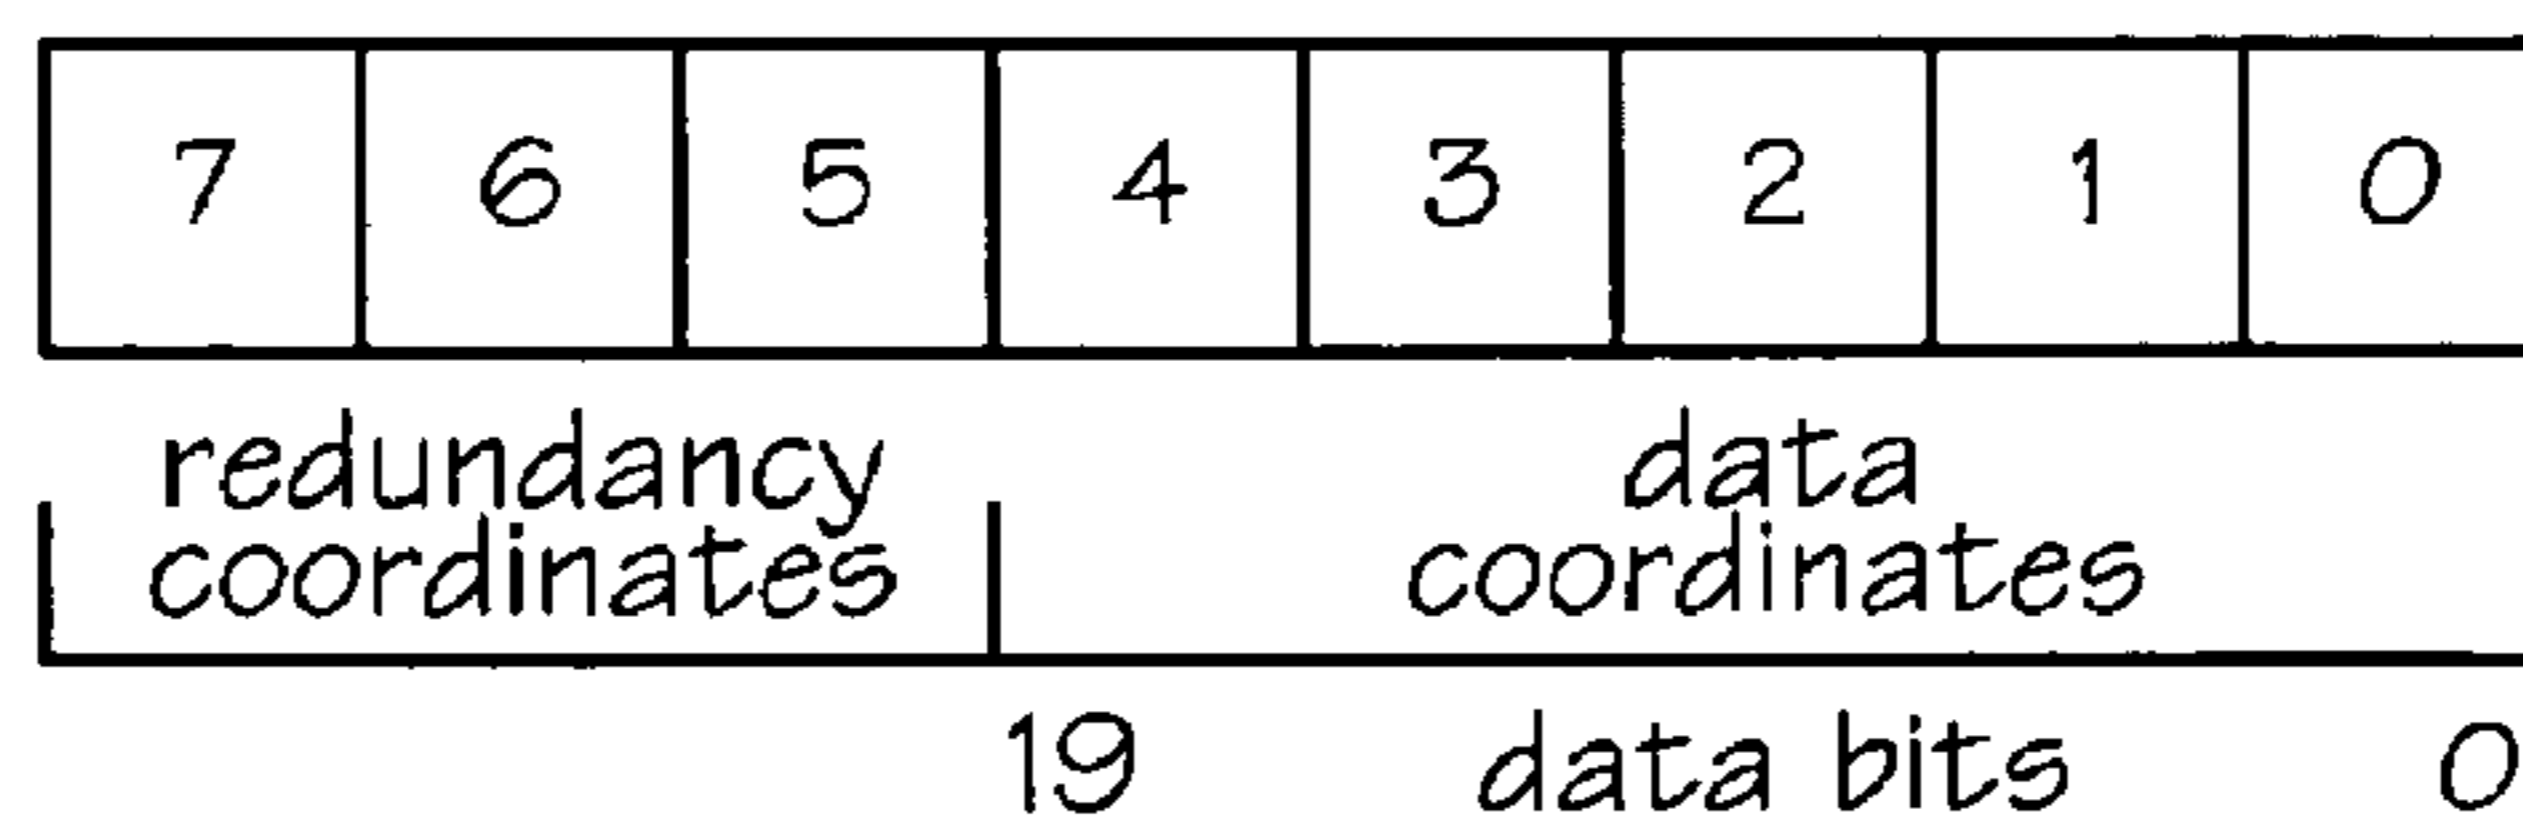 7 6 5 4 3 2 1 0
redundancy data
coordinates coordinates
19 data bits 0